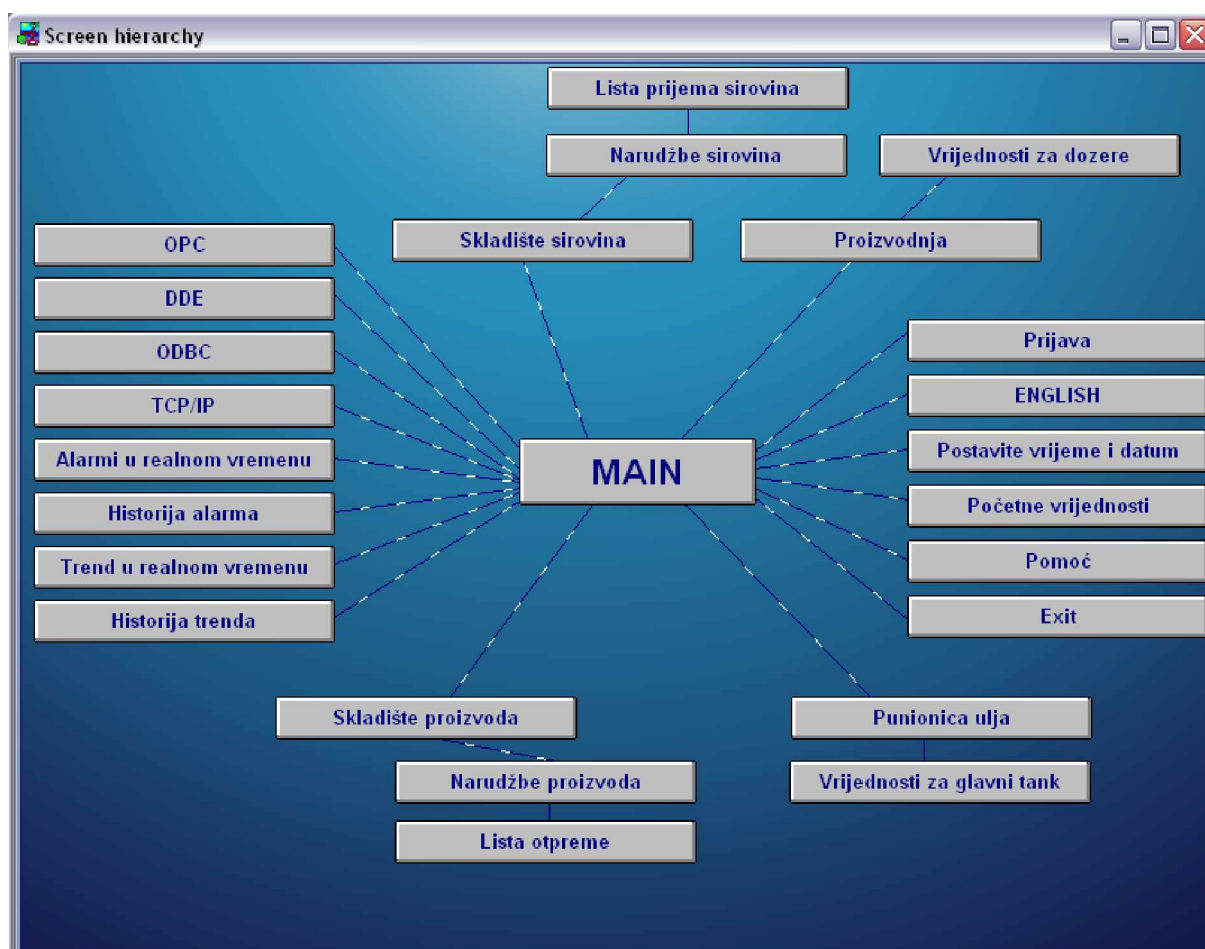 Screen hierarchy
Lista prijema sirovina
Narudžbe sirovina
Vrijednosti za dozere
Skladište sirovina
Proizvodnja
OPC
DDE
ODBC
TCP/IP
Alarmi u realnom vremenu
Historija alarma
Trend u realnom vremenu
Historija trenda
MAIN
Prijava
ENGLISH
Postavite vrijeme i datum
Početne vrijednosti
Pomoć
Exit
Skladište proizvoda
Narudžbe proizvoda
Lista otpreme
Punionica ulja
Vrijednosti za glavni tank